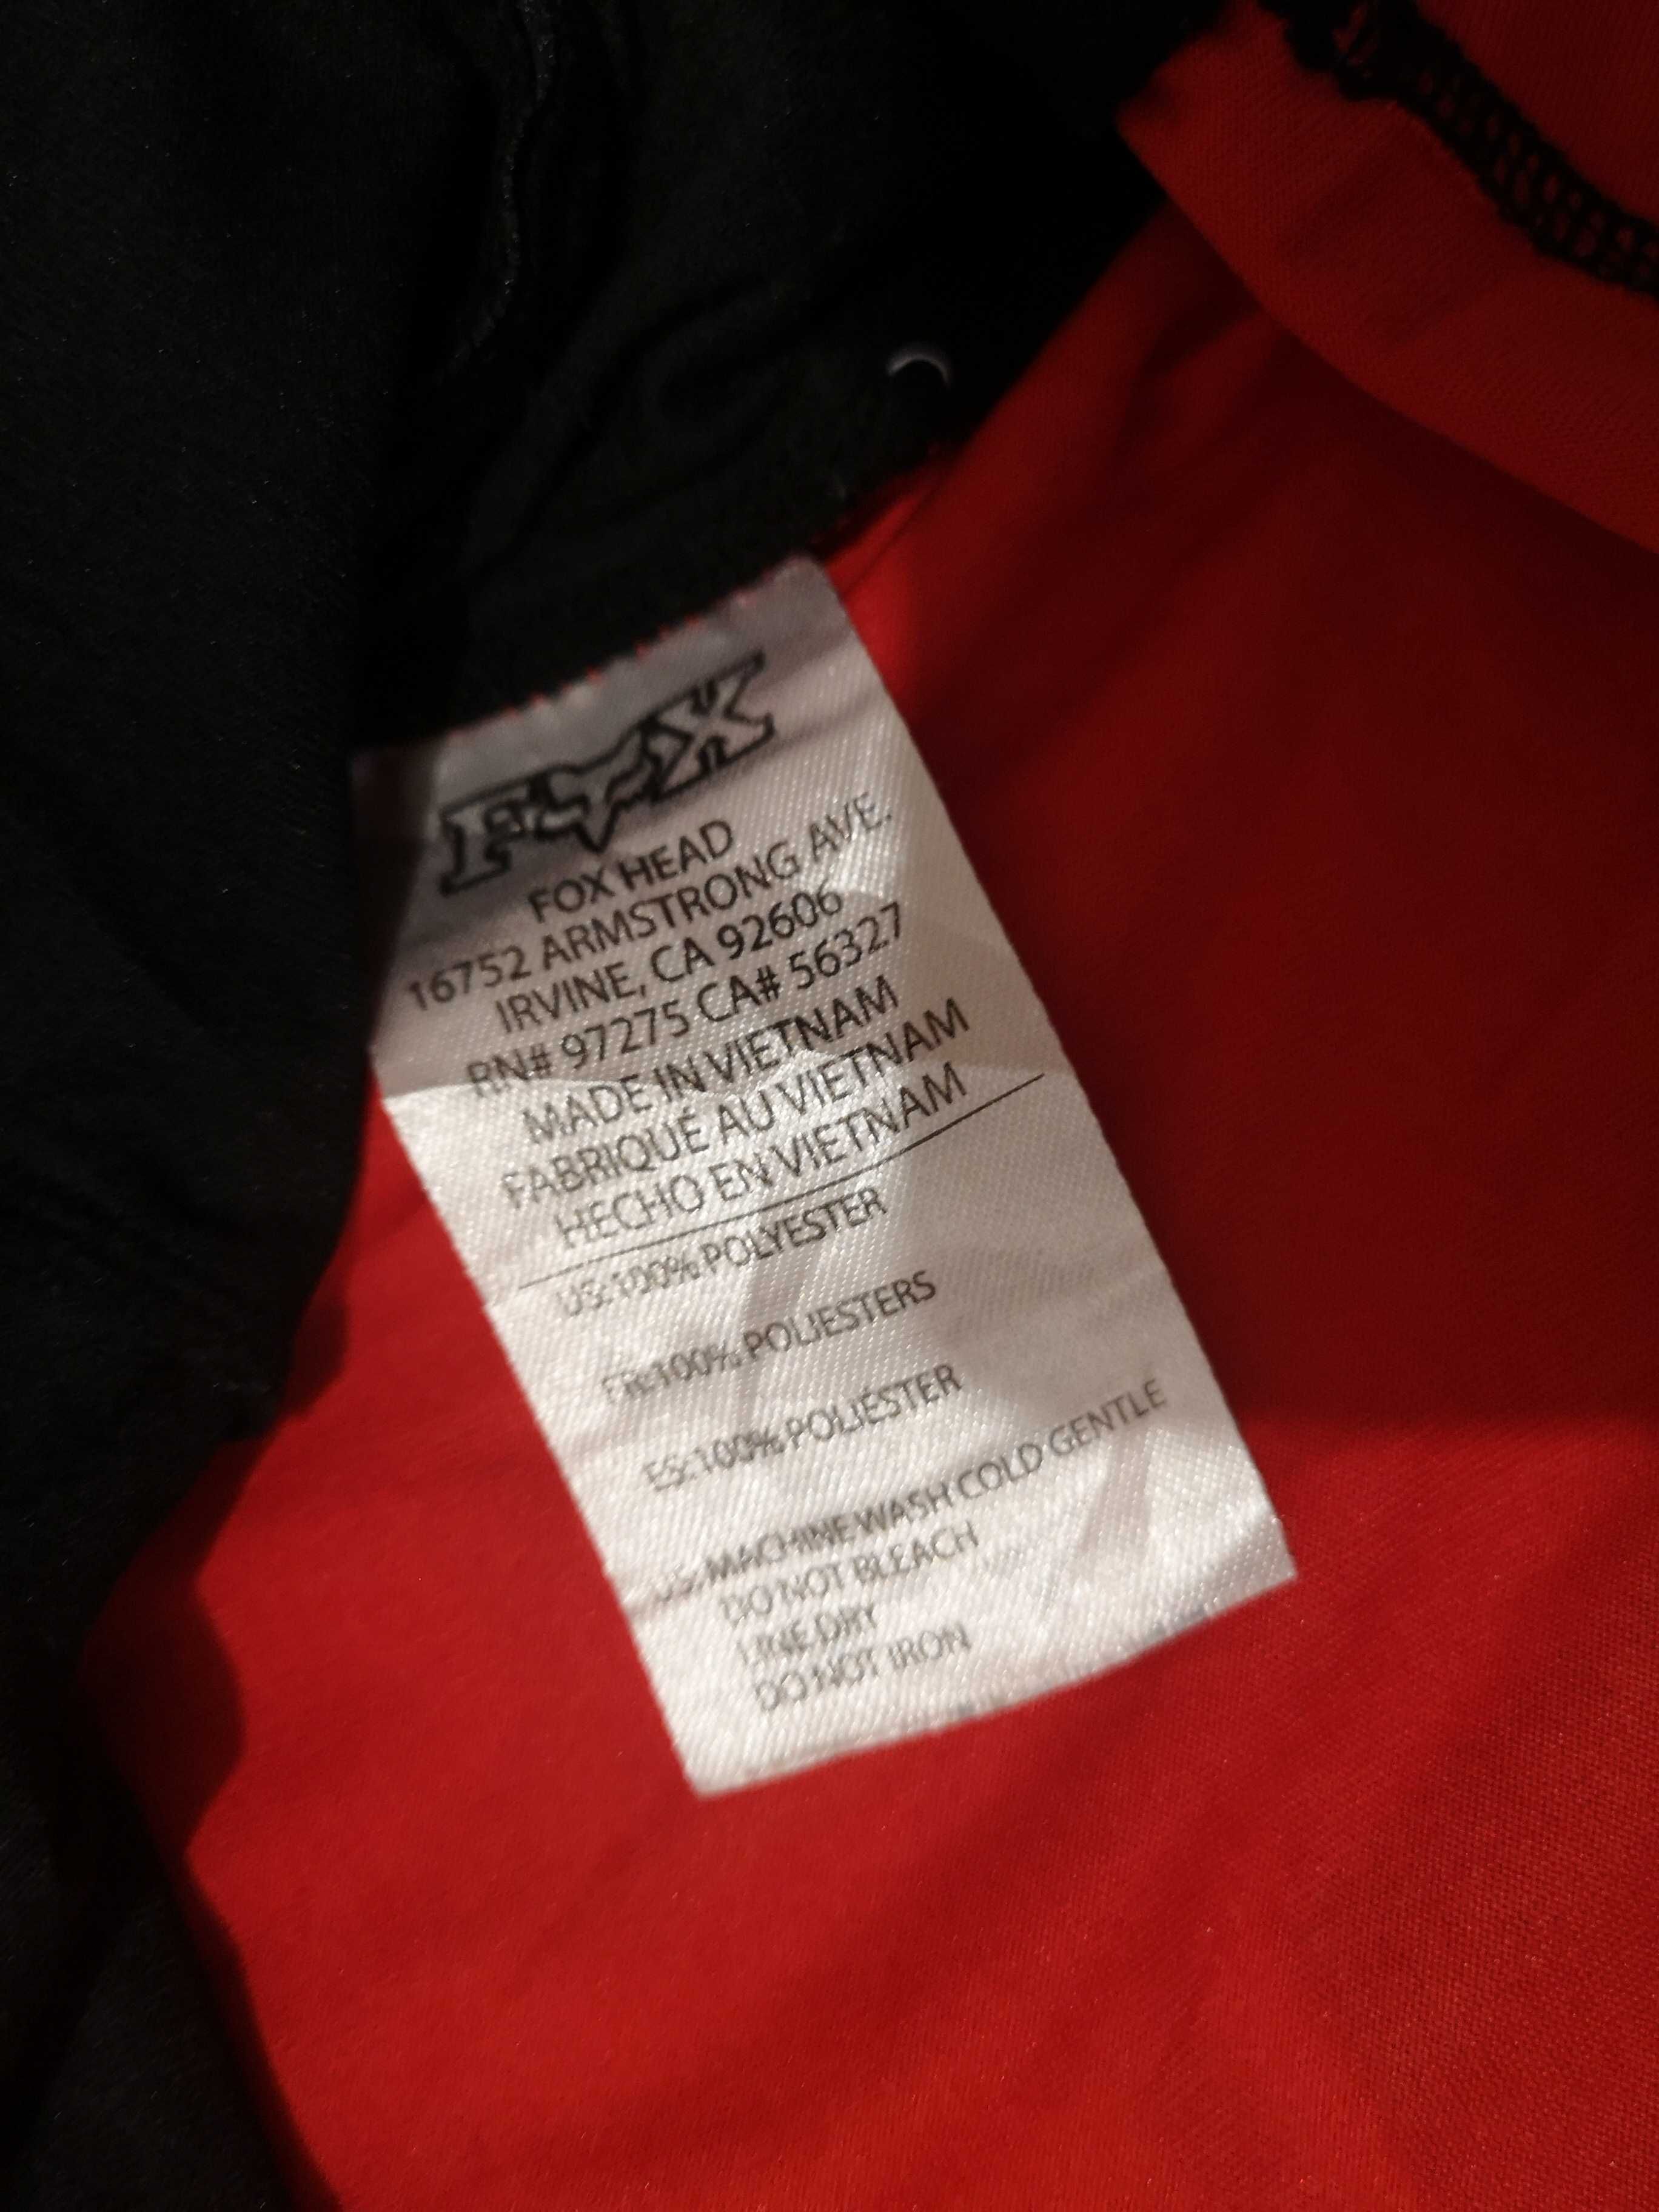 FOX
FOX HEAD
16752 ARMSTRONG AVE.
IRVINE, CA 92606
RN# 97275 CA# 56327
MADE IN VIETNAM
FABRIQUÉ AU VIETNAM
HECHO EN VIETNAM
US: 100% POLYESTER
FR: 100% POLIESTERS
ES: 100% POLIÉSTER
US: MACHINE WASH COLD GENTLE
DO NOT BLEACH
LINE DRY
DO NOT IRON